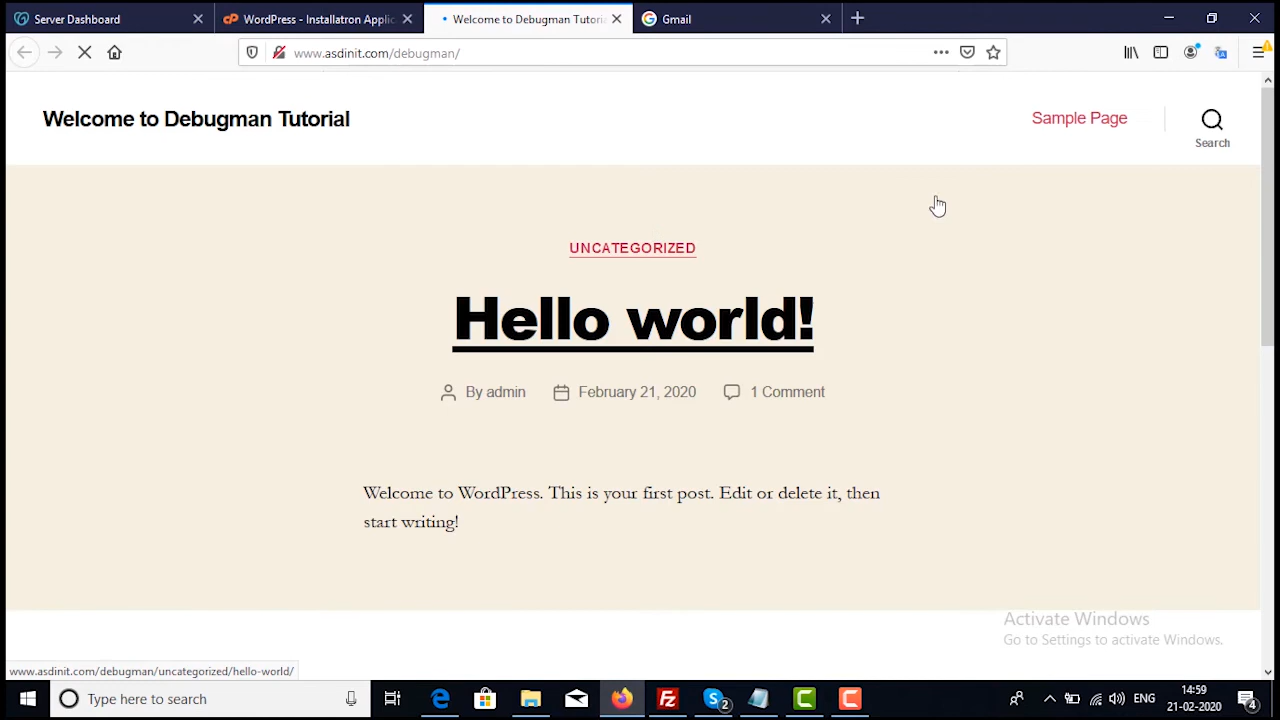 Server Dashboard
WordPress - Installatron Applic
Welcome to Debugman Tutoria
Gmail
www.asdinit.com/debugman/
Welcome to Debugman Tutorial
Sample Page
Search
UNCATEGORIZED
Hello world!
By admin
February 21, 2020
1 Comment
Welcome to WordPress. This is your first post. Edit or delete it, then
start writing!
Activate Windows
Go to Settings to activate Windows.
www.asdinit.com/debugman/uncategorized/hello-world/
Type here to search
2
ENG
14:59
21-02-2020
4